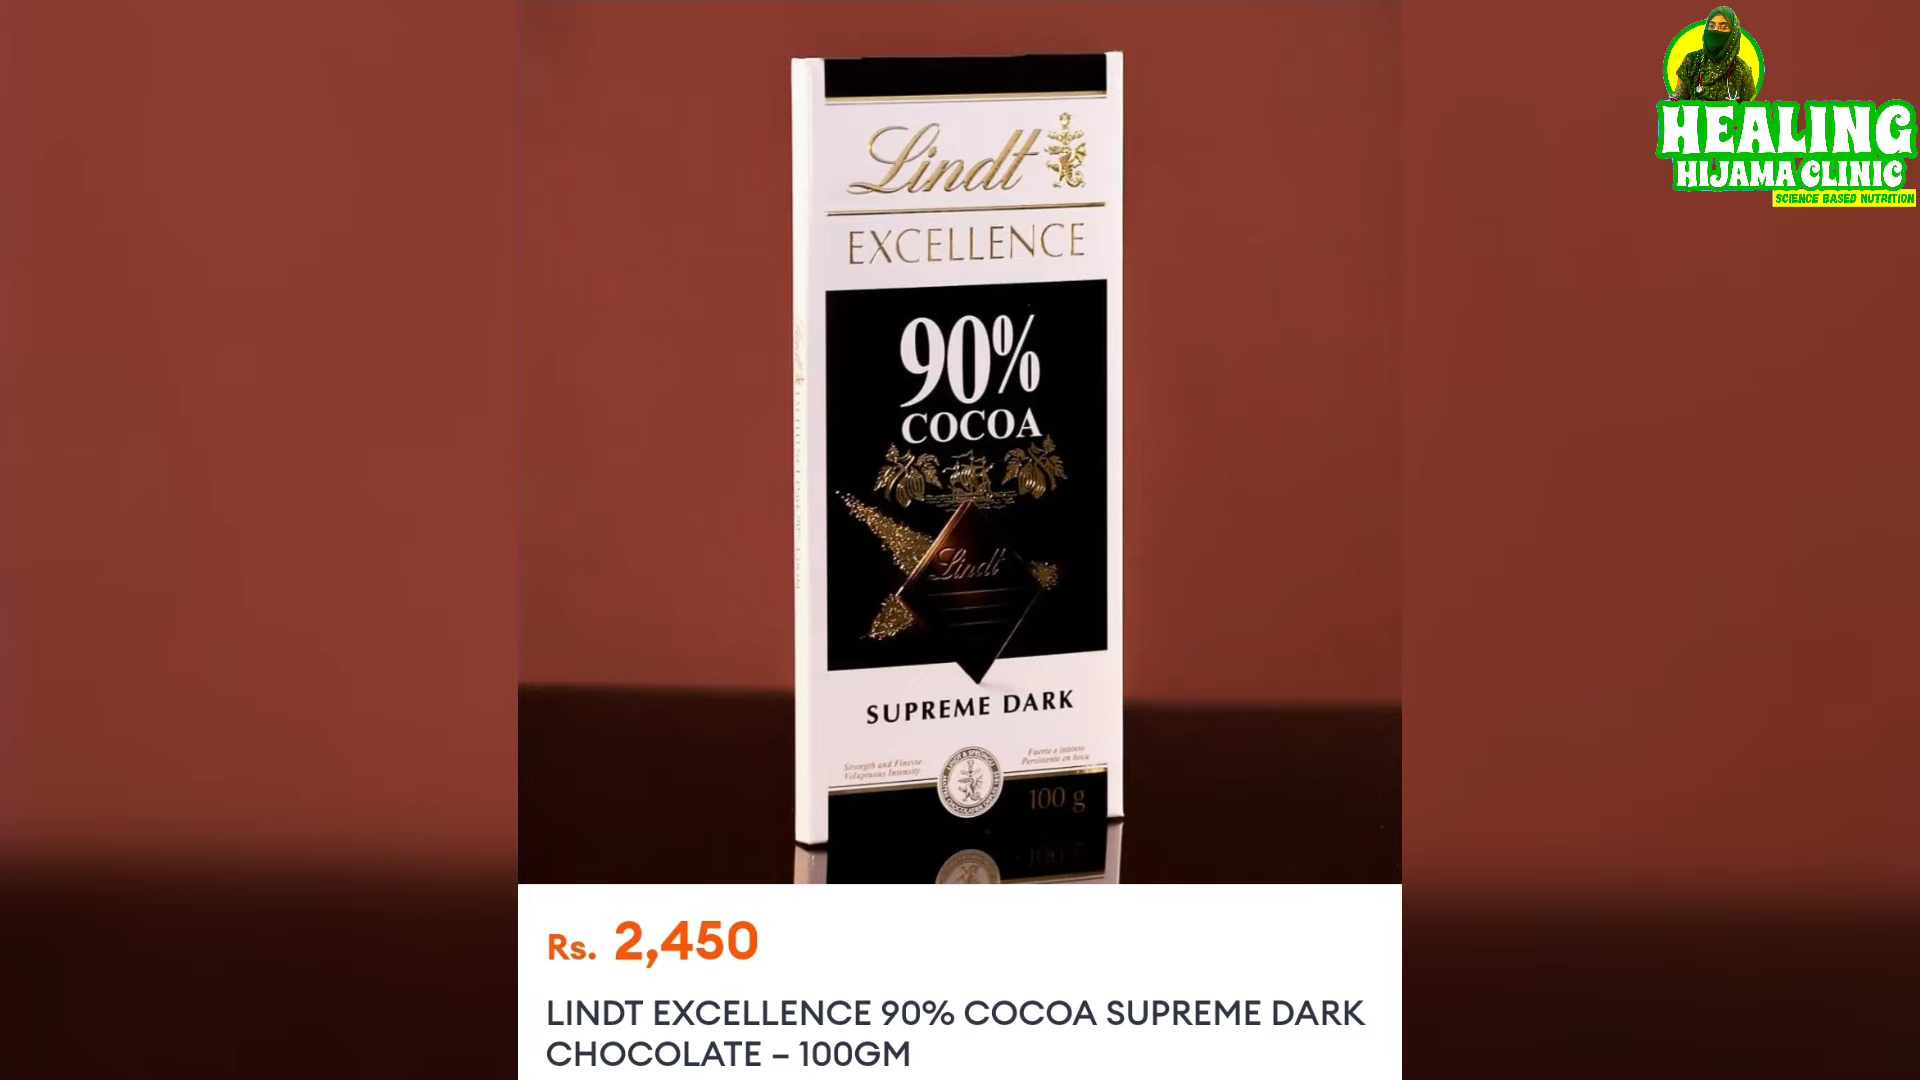 HEALING
HIJAMA CLINIC
SCIENCE BASED NUTRITION
Lindt
EXCELLENCE
90%
COCOA
Lindt
SUPREME DARK
Strength and Finesse
Voluptuous Intensity
Fuerte e intenso
Persistente en boca
100 g
Rs. 2,450
LINDT EXCELLENCE 90% COCOA SUPREME DARK
CHOCOLATE – 100GM